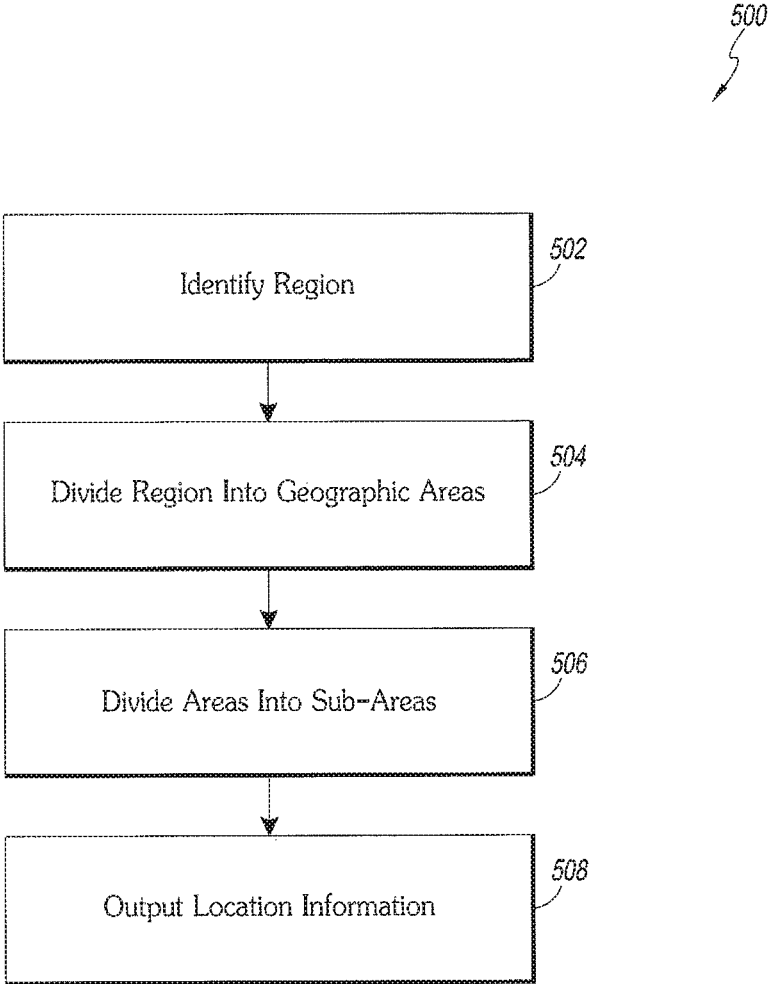 500
Identify Region
502
Divide Region Into Geographic Areas
504
Divide Areas Into Sub-Areas
506
Output Location Information
508